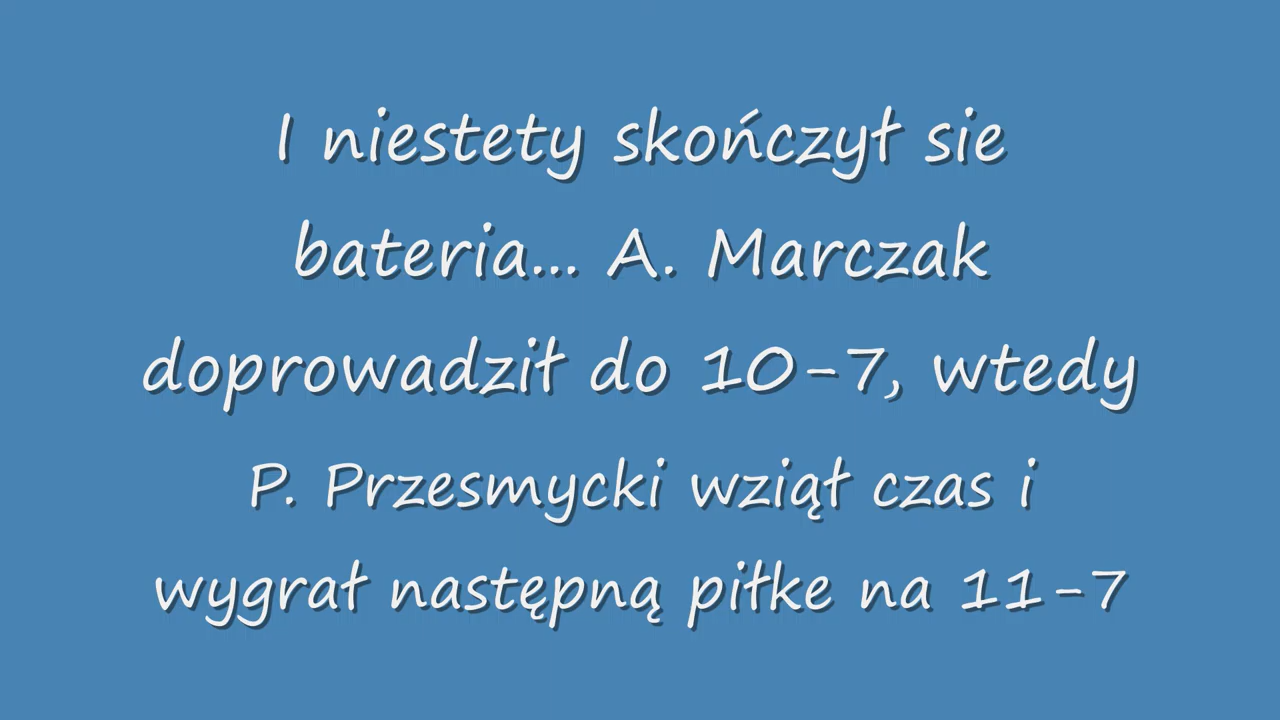 I niestety skończył sie
bateria... A. Marczak
doprowadził do 10-7, wtedy
P. Przesmycki wziął czas i
wygrał następną piłke na 11-7